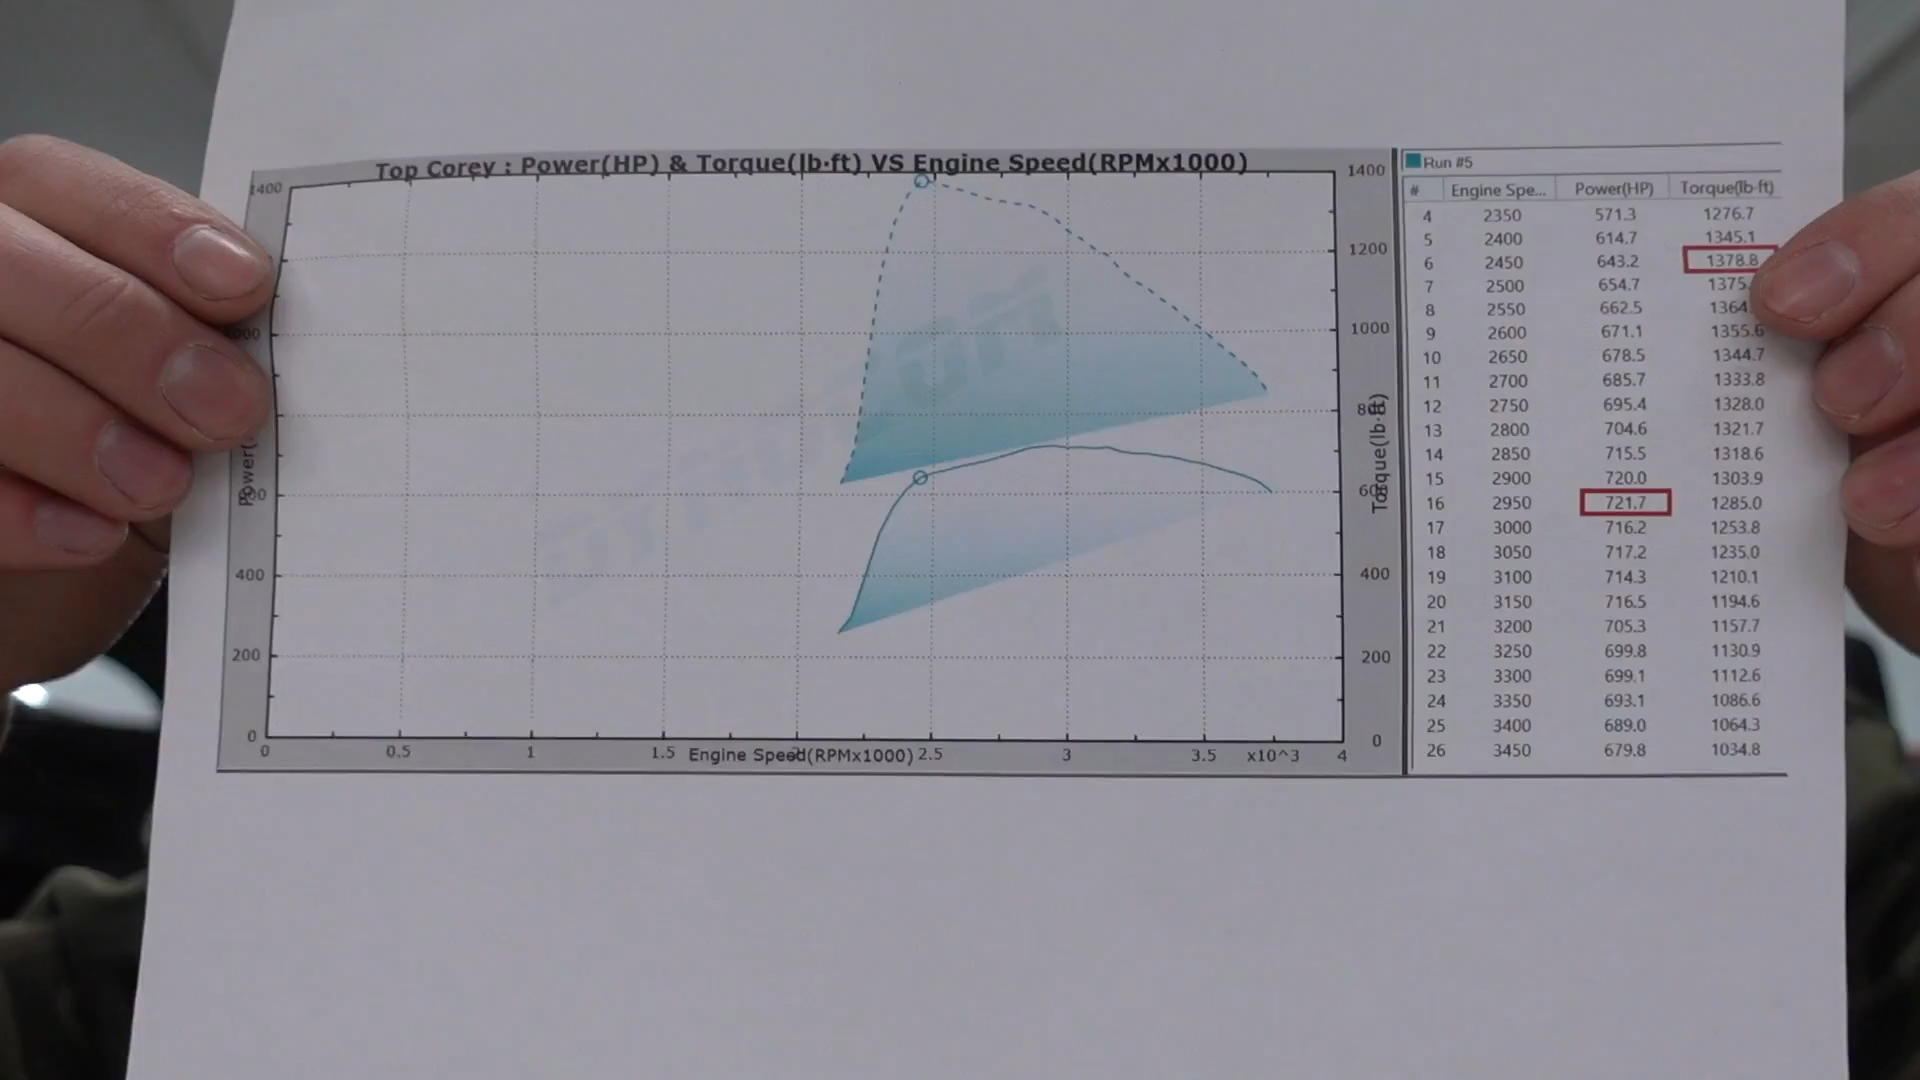 Top Corey : Power(HP) & Torque(lb·ft) VS Engine Speed(RPMx1000)
1400
600
400
200
0
Power(
0 0.5 1 1.5 2 2.5 3 3.5 x10^3 4
Engine Speed(RPMx1000)
1400
1200
1000
800
600
400
200
0
Torque(lb·ft)
Run #5
# Engine Spe... Power(HP) Torque(lb·ft)
4 2350 571.3 1276.7
5 2400 614.7 1345.1
6 2450 643.2 1378.8
7 2500 654.7 1375.
8 2550 662.5 1364.
9 2600 671.1 1355.6
10 2650 678.5 1344.7
11 2700 685.7 1333.8
12 2750 695.4 1328.0
13 2800 704.6 1321.7
14 2850 715.5 1318.6
15 2900 720.0 1303.9
16 2950 721.7 1285.0
17 3000 716.2 1253.8
18 3050 717.2 1235.0
19 3100 714.3 1210.1
20 3150 716.5 1194.6
21 3200 705.3 1157.7
22 3250 699.8 1130.9
23 3300 699.1 1112.6
24 3350 693.1 1086.6
25 3400 689.0 1064.3
26 3450 679.8 1034.8